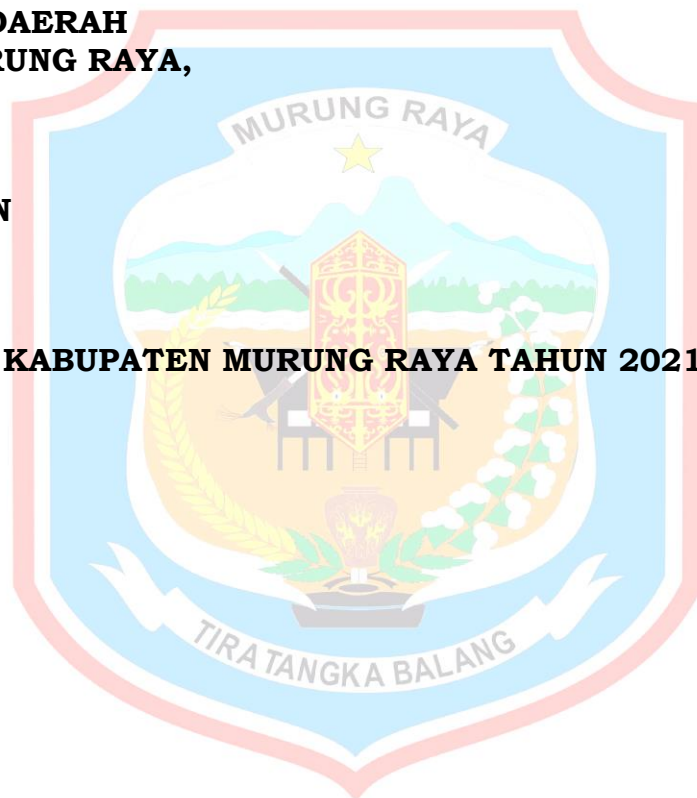 DAERAH
RUNG RAYA,
MURUNG RAYA
N
KABUPATEN MURUNG RAYA TAHUN 2021
TIRA TANGKA BALANG